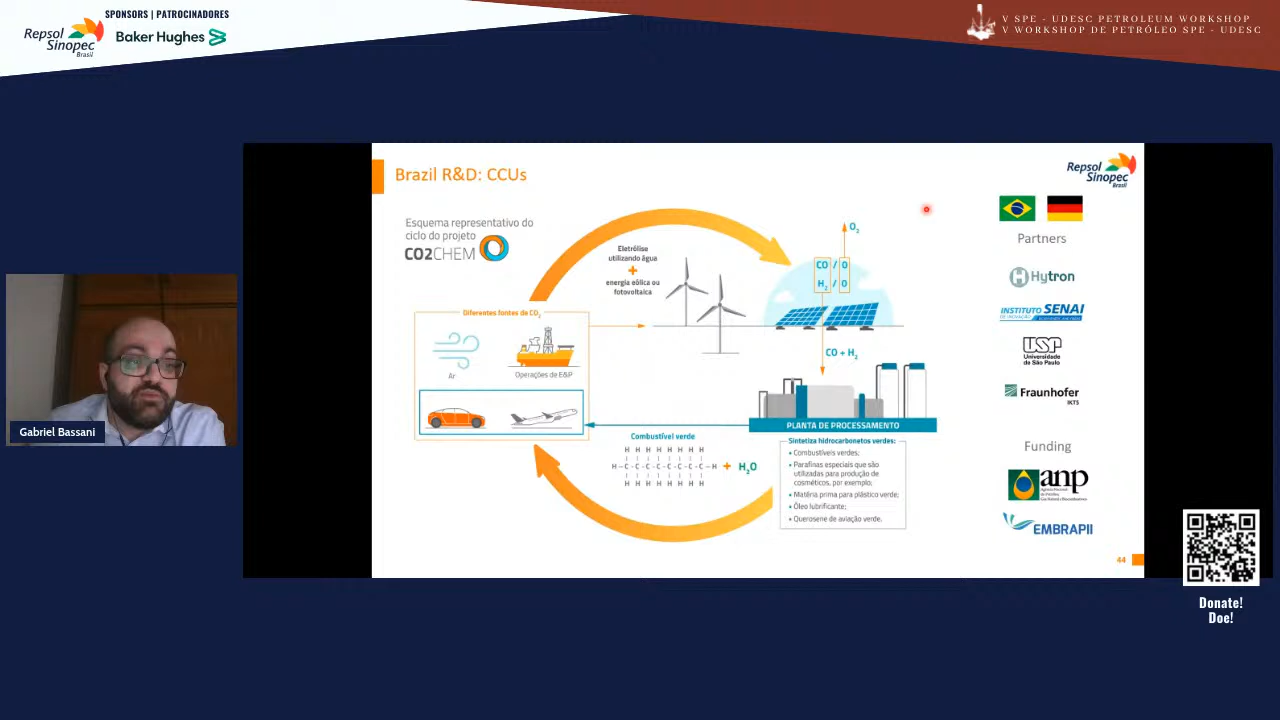 SPONSORS | PATROCINADORES
Repsol
Sinopec
Brasil
Baker Hughes
V SPE - UDESC PETROLEUM WORKSHOP
V WORKSHOP DE PETRÓLEO SPE - UDESC
Brazil R&D: CCUs
Repsol
Sinopec
Brasil
Esquema representativo do
ciclo do projeto
CO2CHEM
Eletrólise
utilizando água
+
energia eólica ou
fotovoltaica
O₂
CO / O
H₂ / O
Partners
Hytron
INSTITUTO SENAI
DE INOVAÇÃO
USP
Universidade
de São Paulo
Fraunhofer
IKTS
Diferentes fontes de CO₂
Ar
Operações de E&P
CO + H₂
PLANTA DE PROCESSAMENTO
Combustível verde
H H H H H H H
H-C-C-C-C-C-C-C-H + H₂O
H H H H H H H
Sintetiza hidrocarbonetos verdes:
• Combustíveis verdes;
• Parafinas especiais que são
utilizadas para produção de
cosméticos, por exemplo;
• Matéria prima para plástico verde;
• Óleo lubrificante;
• Querosene de aviação verde.
Funding
anp
EMBRAPII
44
Gabriel Bassani
Donate!
Doe!